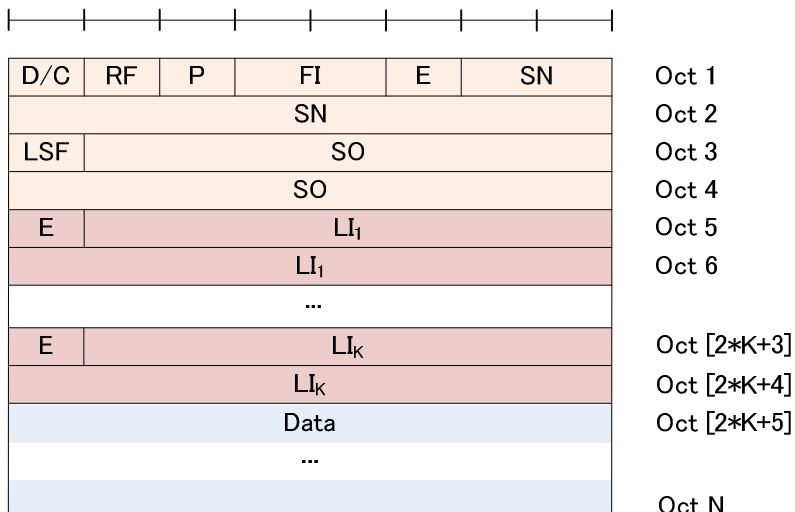 D/C RF P FI E SN Oct 1
SN Oct 2
LSF SO Oct 3
SO Oct 4
E LI₁ Oct 5
LI₁ Oct 6
...
E LIK Oct [2*K+3]
LIK Oct [2*K+4]
Data Oct [2*K+5]
...
Oct N